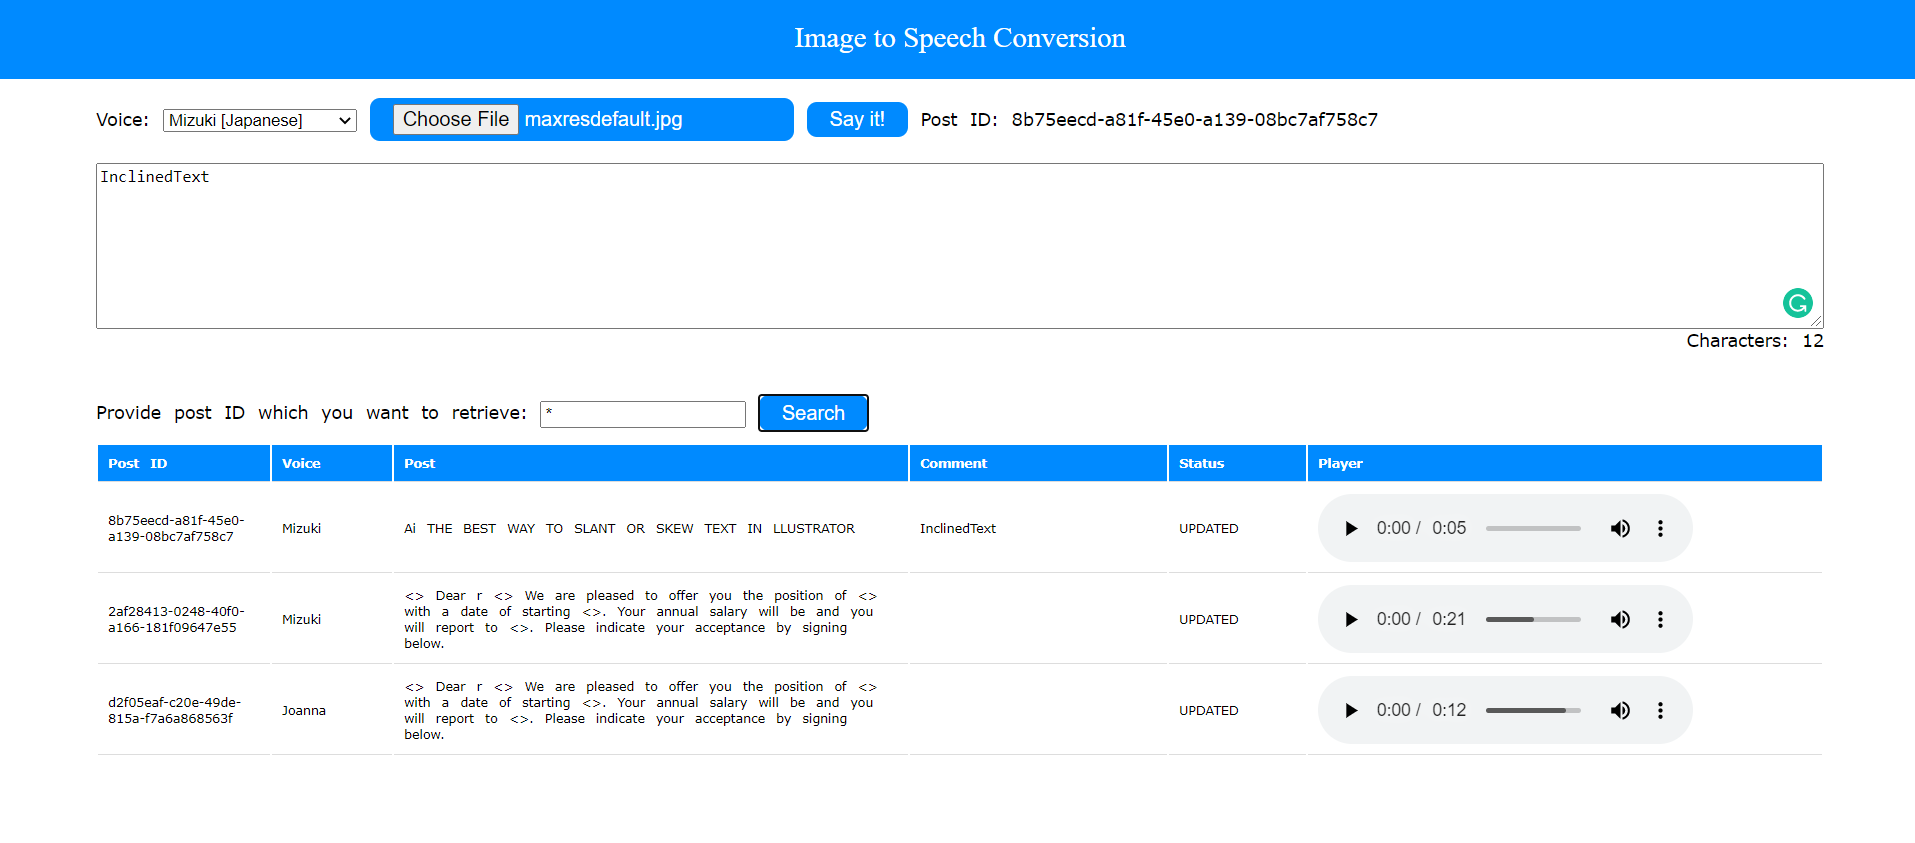 Image to Speech Conversion
Voice: Mizuki [Japanese] Choose File maxresdefault.jpg Say it! Post ID: 8b75eecd-a81f-45e0-a139-08bc7af758c7
InclinedText
Characters: 12
Provide post ID which you want to retrieve: * Search
Post ID Voice Post Comment Status Player
8b75eecd-a81f-45e0-
a139-08bc7af758c7 Mizuki Ai THE BEST WAY TO SLANT OR SKEW TEXT IN LLUSTRATOR InclinedText UPDATED 0:00 / 0:05
2af28413-0248-40f0-
a166-181f09647e55 Mizuki
<> Dear r <> We are pleased to offer you the position of <>
with a date of starting <>. Your annual salary will be and you
will report to <>. Please indicate your acceptance by signing
below.
UPDATED 0:00 / 0:21
d2f05eaf-c20e-49de-
815a-f7a6a868563f Joanna
<> Dear r <> We are pleased to offer you the position of <>
with a date of starting <>. Your annual salary will be and you
will report to <>. Please indicate your acceptance by signing
below.
UPDATED 0:00 / 0:12